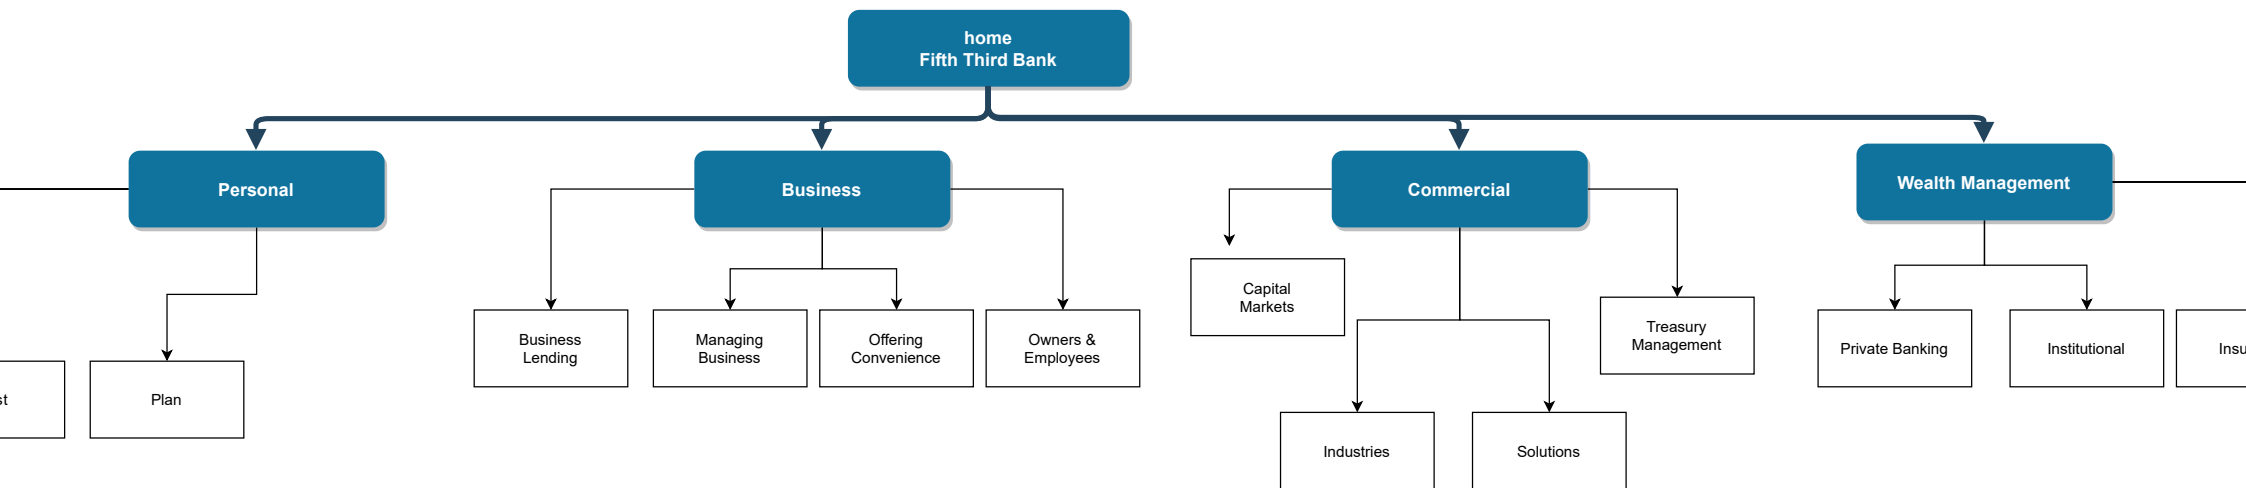 home
Fifth Third Bank
Personal
Business
Commercial
Wealth Management
Plan
Business
Lending
Managing
Business
Offering
Convenience
Owners &
Employees
Capital
Markets
Industries
Solutions
Treasury
Management
Private Banking
Institutional